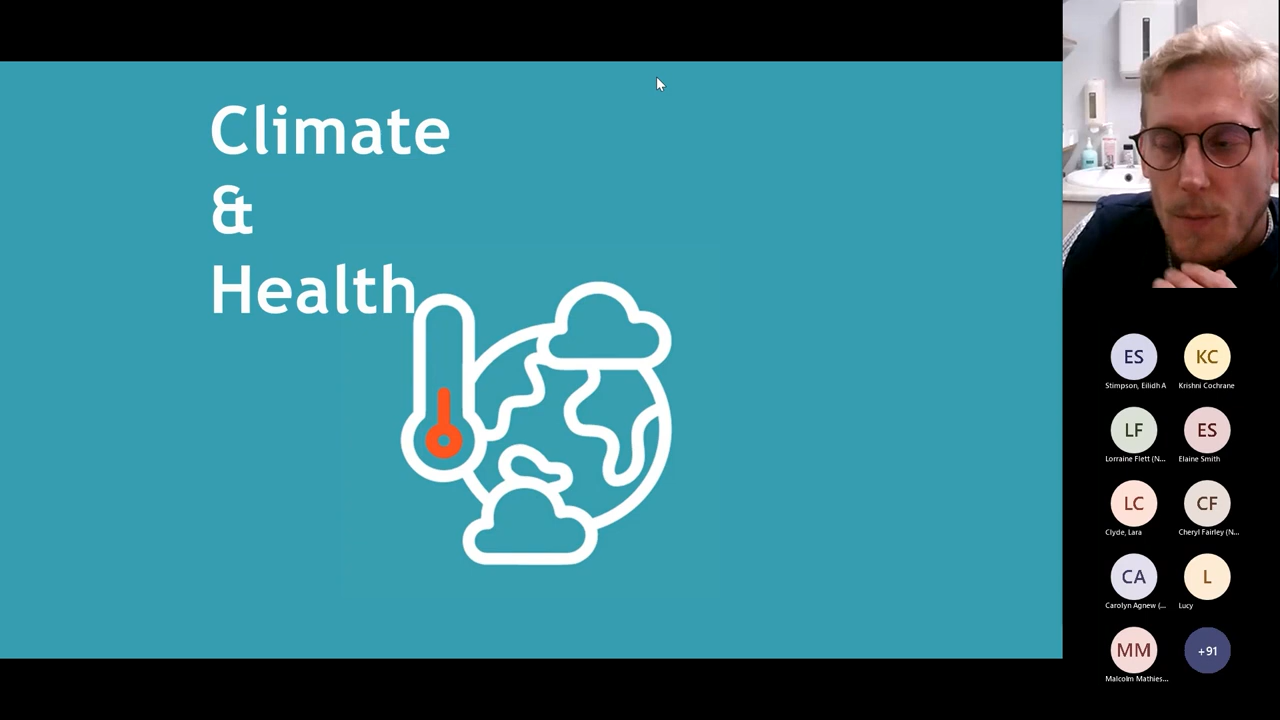 Climate
&
Health
ES
KC
Stimpson, Eilidh A
Krishni Cochrane
LF
ES
Lorraine Flett (N...
Elaine Smith
LC
CF
Clyde, Lara
Cheryl Fairley (N...
CA
L
Carolyn Agnew (...
Lucy
MM
+91
Malcolm Mathies...